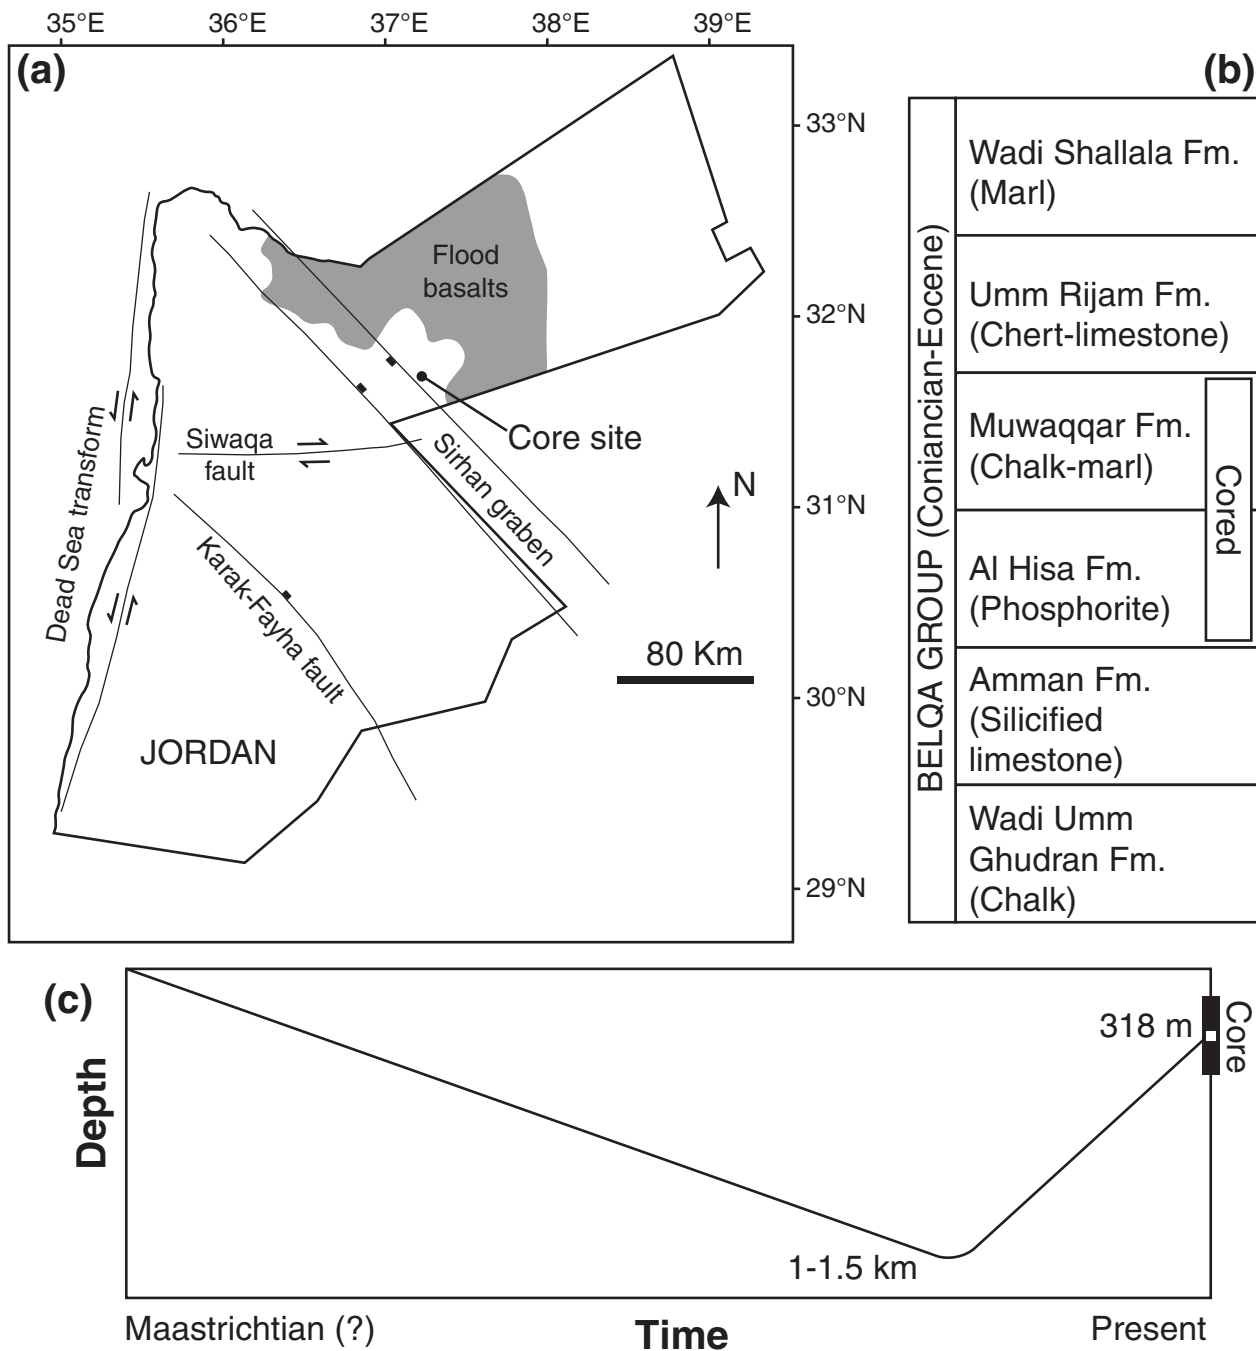 35°E 36°E 37°E 38°E 39°E
(a)
33°N
32°N
31°N
30°N
29°N
Flood
basalts
Core site
Siwaqa
fault
Sirhan graben
Dead Sea transform
Karak-Fayha fault
N
80 Km
JORDAN
(b)
BELQA GROUP (Coniancian-Eocene)
Wadi Shallala Fm.
(Marl)
Umm Rijam Fm.
(Chert-limestone)
Muwaqqar Fm.
(Chalk-marl)
Cored
Al Hisa Fm.
(Phosphorite)
Amman Fm.
(Silicified
limestone)
Wadi Umm
Ghudran Fm.
(Chalk)
(c)
Depth
318 m
Core
1-1.5 km
Maastrichtian (?)
Time
Present